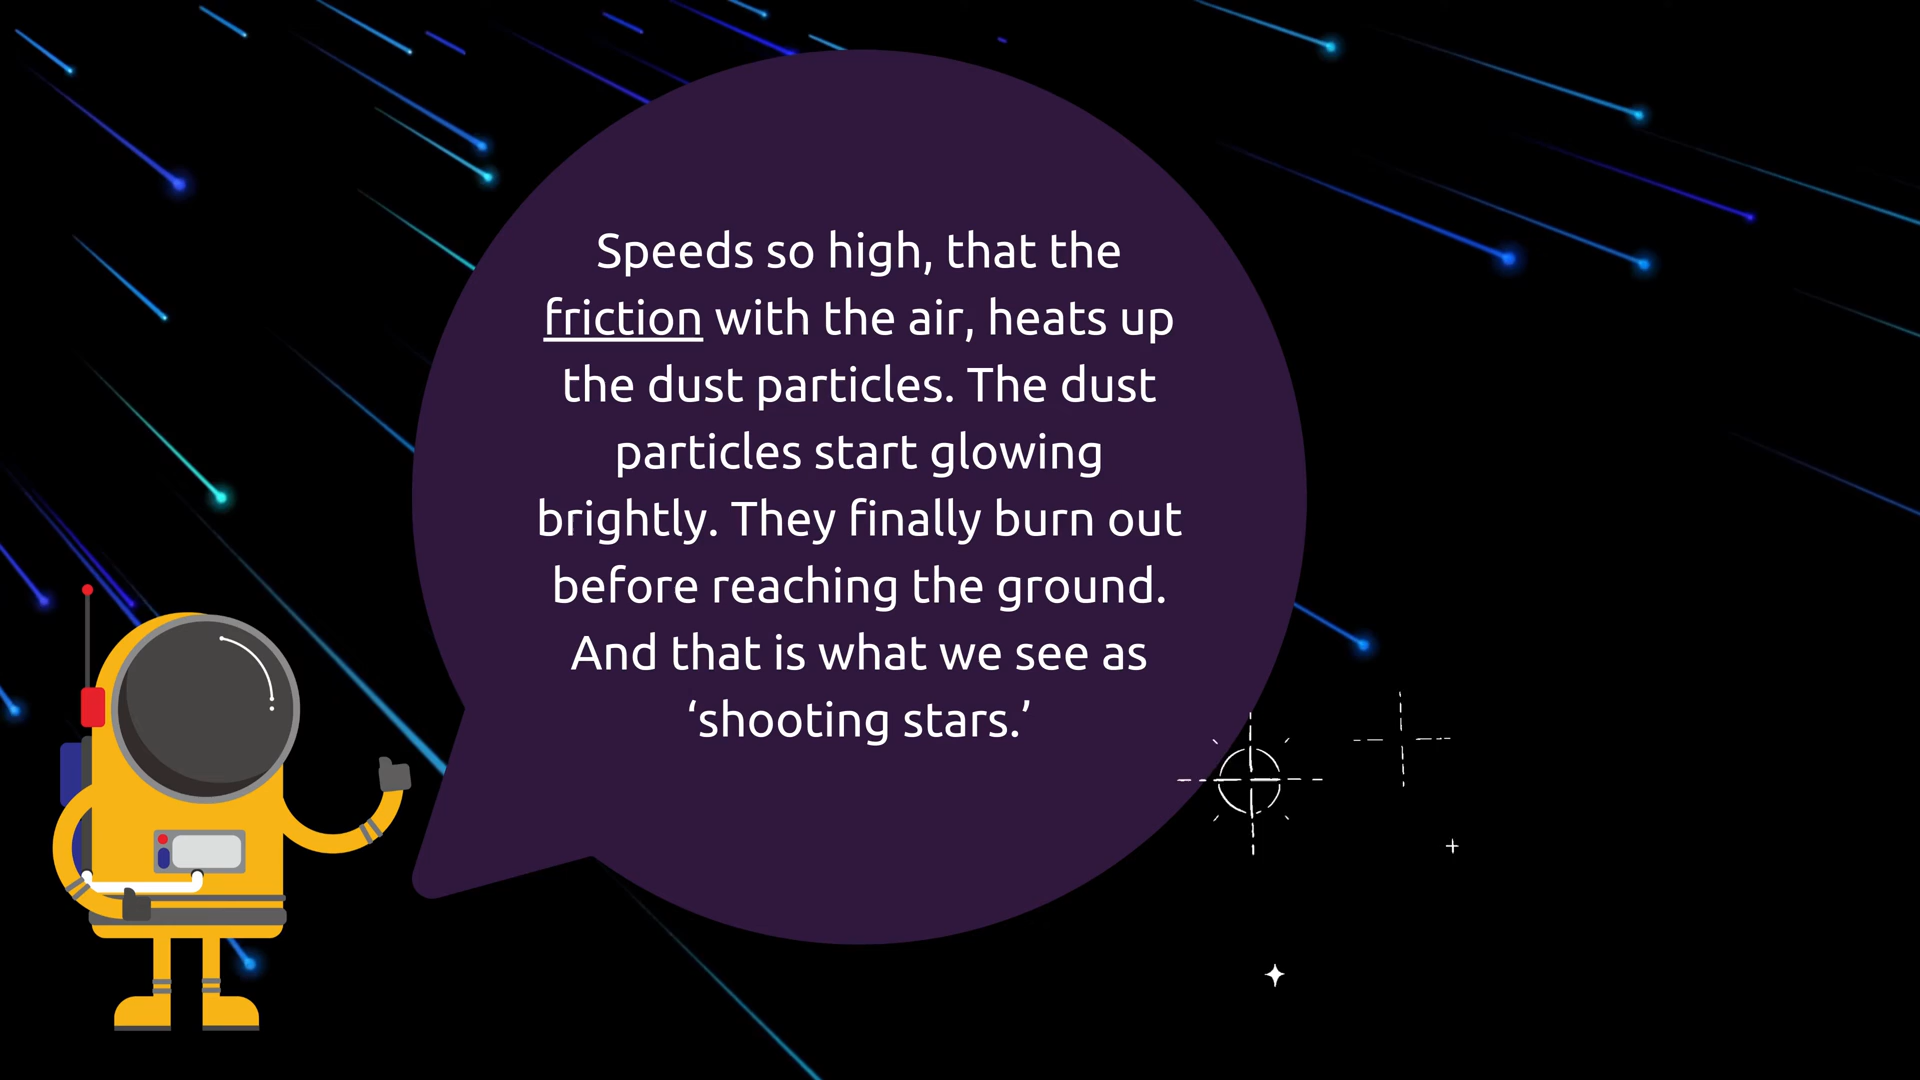 Speeds so high, that the
friction with the air, heats up
the dust particles. The dust
particles start glowing
brightly. They finally burn out
before reaching the ground.
And that is what we see as
‘shooting stars.’